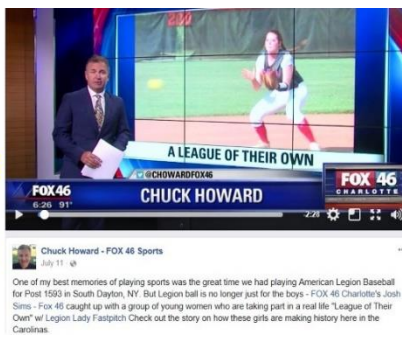 200
A LEAGUE OF THEIR OWN
@CHOWARDFOX46
FOX46
6:26 91°
CHUCK HOWARD
FOX 46
CHARLOTTE
-2:28
Chuck Howard - FOX 46 Sports
July 11 ·
One of my best memories of playing sports was the great time we had playing American Legion Baseball
for Post 1593 in South Dayton, NY. But Legion ball is no longer just for the boys - FOX 46 Charlotte's Josh
Sims - Fox 46 caught up with a group of young women who are taking part in a real life "League of Their
Own" w/ Legion Lady Fastpitch Check out the story on how these girls are making history here in the
Carolinas.